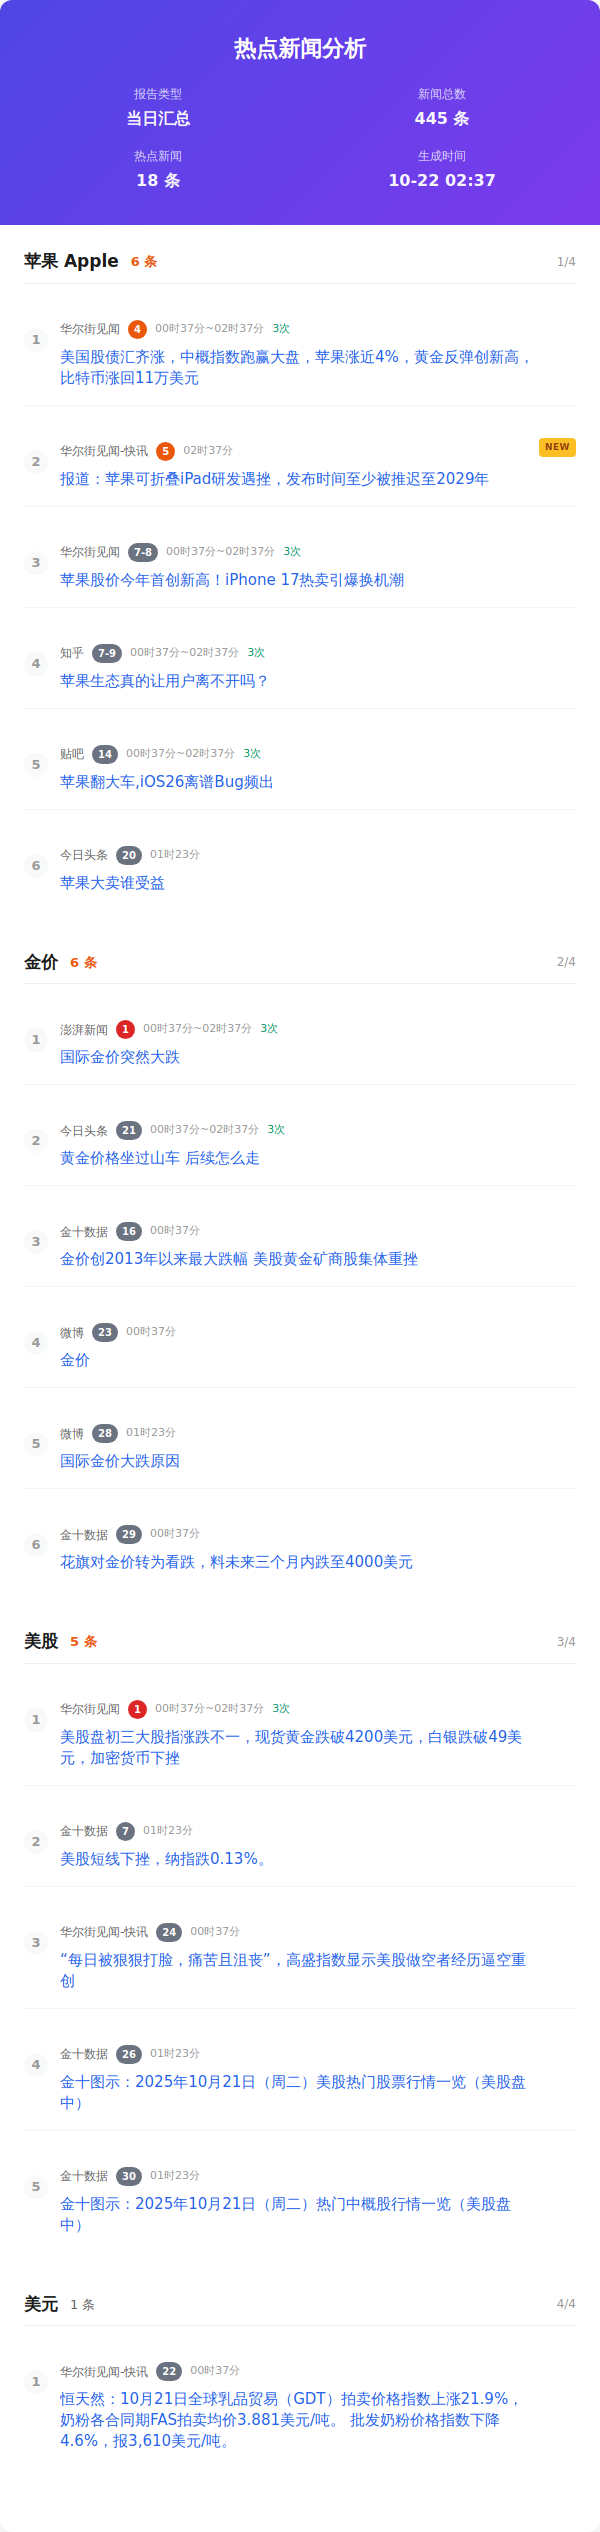 热点新闻分析
报告类型
当日汇总
新闻总数
445 条
热点新闻
18 条
生成时间
10-22 02:37
苹果 Apple 6 条 1/4
1
华尔街见闻 4 00时37分~02时37分 3次
美国股债汇齐涨，中概指数跑赢大盘，苹果涨近4%，黄金反弹创新高，
比特币涨回11万美元
2
华尔街见闻-快讯 5 02时37分
NEW
报道：苹果可折叠iPad研发遇挫，发布时间至少被推迟至2029年
3
华尔街见闻 7-8 00时37分~02时37分 3次
苹果股价今年首创新高！iPhone 17热卖引爆换机潮
4
知乎 7-9 00时37分~02时37分 3次
苹果生态真的让用户离不开吗？
5
贴吧 14 00时37分~02时37分 3次
苹果翻大车,iOS26离谱Bug频出
6
今日头条 20 01时23分
苹果大卖谁受益
金价 6 条 2/4
1
澎湃新闻 1 00时37分~02时37分 3次
国际金价突然大跌
2
今日头条 21 00时37分~02时37分 3次
黄金价格坐过山车 后续怎么走
3
金十数据 16 00时37分
金价创2013年以来最大跌幅 美股黄金矿商股集体重挫
4
微博 23 00时37分
金价
5
微博 28 01时23分
国际金价大跌原因
6
金十数据 29 00时37分
花旗对金价转为看跌，料未来三个月内跌至4000美元
美股 5 条 3/4
1
华尔街见闻 1 00时37分~02时37分 3次
美股盘初三大股指涨跌不一，现货黄金跌破4200美元，白银跌破49美
元，加密货币下挫
2
金十数据 7 01时23分
美股短线下挫，纳指跌0.13%。
3
华尔街见闻-快讯 24 00时37分
“每日被狠狠打脸，痛苦且沮丧”，高盛指数显示美股做空者经历逼空重
创
4
金十数据 26 01时23分
金十图示：2025年10月21日（周二）美股热门股票行情一览（美股盘
中）
5
金十数据 30 01时23分
金十图示：2025年10月21日（周二）热门中概股行情一览（美股盘
中）
美元 1 条 4/4
1
华尔街见闻-快讯 22 00时37分
恒天然：10月21日全球乳品贸易（GDT）拍卖价格指数上涨21.9%，
奶粉各合同期FAS拍卖均价3.881美元/吨。 批发奶粉价格指数下降
4.6%，报3,610美元/吨。